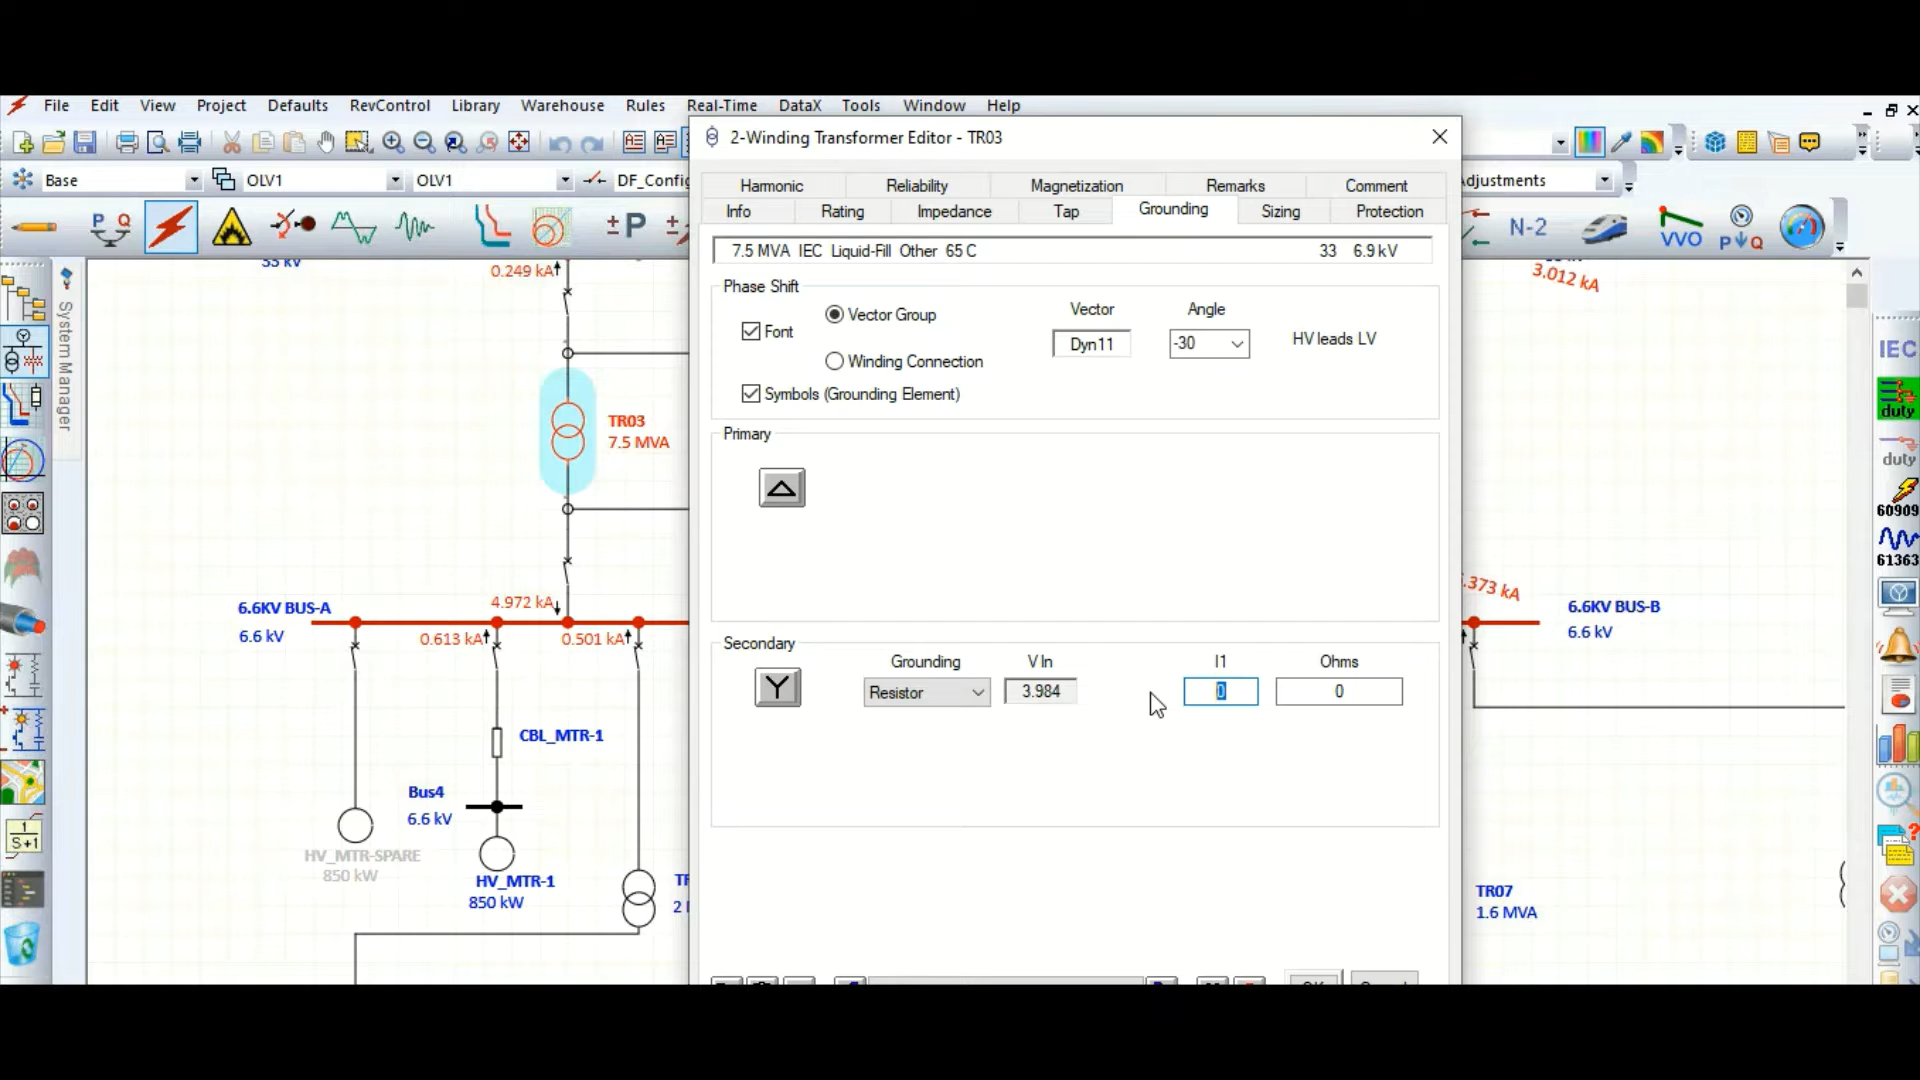 File Edit View Project Defaults RevControl Library Warehouse Rules Real-Time DataX Tools Window Help
2-Winding Transformer Editor - TR03
Base OLV1 OLV1 DF_Config
Adjustments
Harmonic Reliability Magnetization Remarks Comment
Info Rating Impedance Tap Grounding Sizing Protection
P Q
± P ±
N-2 VVO P Q
7.5 MVA IEC Liquid-Fill Other 65 C 33 6.9 kV
Phase Shift
Font
Vector Group
Winding Connection
Symbols (Grounding Element)
Vector
Dyn11
Angle
-30
HV leads LV
Primary
Secondary
Grounding V ln I1 Ohms
Resistor 3.984 0 0
System Manager
33 kV
0.249 kA
TR03
7.5 MVA
6.6KV BUS-A
6.6 kV
4.972 kA
0.613 kA
0.501 kA
CBL_MTR-1
Bus4
6.6 kV
HV_MTR-SPARE
850 kW
HV_MTR-1
850 kW
3.012 kA
.373 kA
6.6KV BUS-B
6.6 kV
TR07
1.6 MVA
IEC
duty
duty
60909
61363
1
S+1